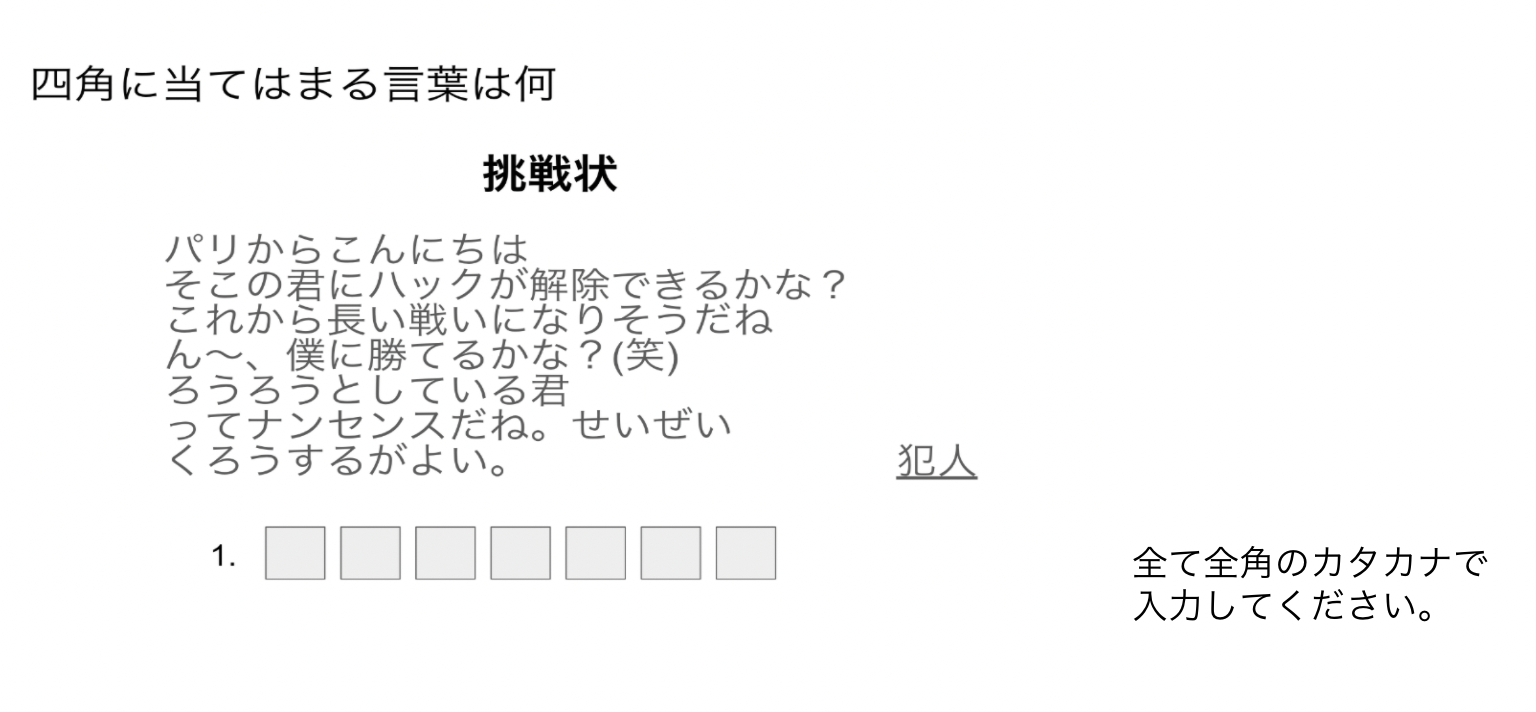 四角に当てはまる言葉は何
挑戦状
パリからこんにちは
そこの君にハックが解除できるかな？
これから長い戦いになりそうだね
ん〜、僕に勝てるかな？(笑)
ろうろうとしている君
ってナンセンスだね。せいぜい
くろうするがよい。
犯人
1.
全て全角のカタカナで
入力してください。